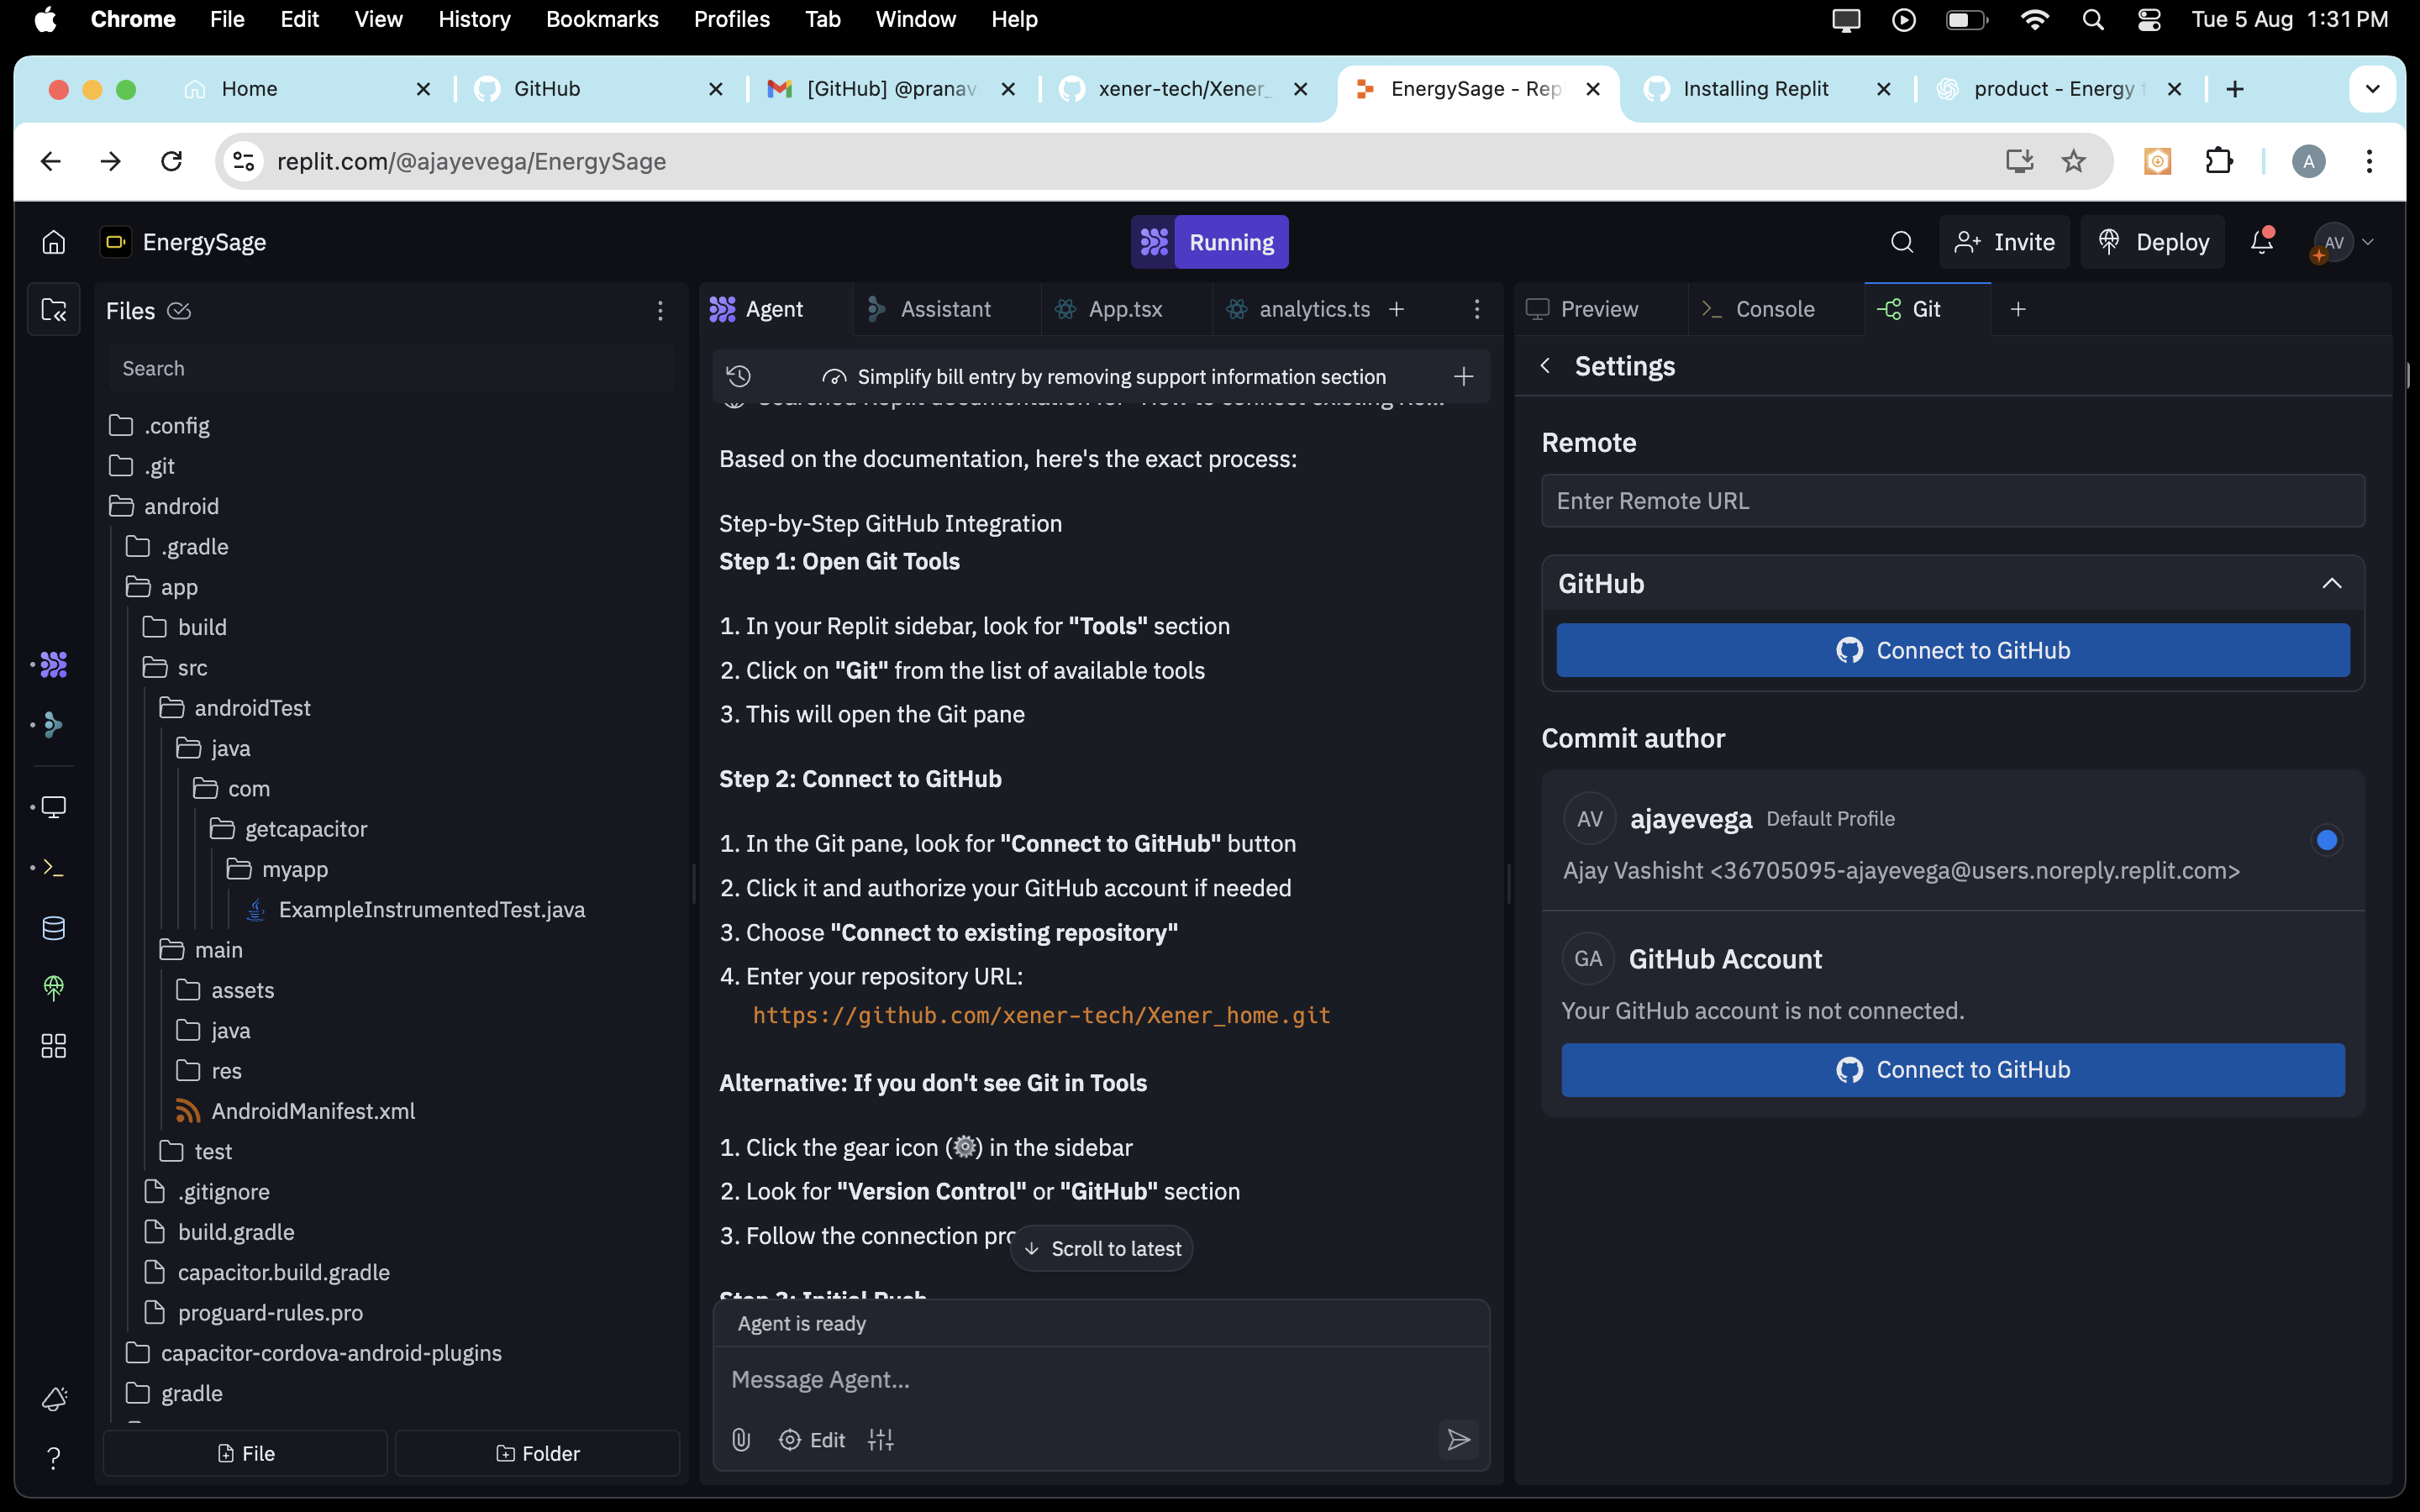 Chrome File Edit View History Bookmarks Profiles Tab Window Help Tue 5 Aug 1:31 PM
Home GitHub [GitHub] @pranav xener-tech/Xener_ EnergySage - Rep Installing Replit product - Energy
replit.com/@ajayevega/EnergySage A
EnergySage Running Invite Deploy AV
Files
Search
.config
.git
android
.gradle
app
build
src
androidTest
java
com
getcapacitor
myapp
ExampleInstrumentedTest.java
main
assets
java
res
AndroidManifest.xml
test
.gitignore
build.gradle
capacitor.build.gradle
proguard-rules.pro
capacitor-cordova-android-plugins
gradle
File Folder
Agent Assistant App.tsx analytics.ts
Simplify bill entry by removing support information section
Based on the documentation, here's the exact process:
Step-by-Step GitHub Integration
Step 1: Open Git Tools
1. In your Replit sidebar, look for "Tools" section
2. Click on "Git" from the list of available tools
3. This will open the Git pane
Step 2: Connect to GitHub
1. In the Git pane, look for "Connect to GitHub" button
2. Click it and authorize your GitHub account if needed
3. Choose "Connect to existing repository"
4. Enter your repository URL:
https://github.com/xener-tech/Xener_home.git
Alternative: If you don't see Git in Tools
1. Click the gear icon (⚙️) in the sidebar
2. Look for "Version Control" or "GitHub" section
3. Follow the connection pro
Scroll to latest
Step 3: Initial Push
Agent is ready
Message Agent...
Edit
Preview Console Git
Settings
Remote
Enter Remote URL
GitHub
Connect to GitHub
Commit author
AV ajayevega Default Profile
Ajay Vashisht <36705095-ajayevega@users.noreply.replit.com>
GA GitHub Account
Your GitHub account is not connected.
Connect to GitHub